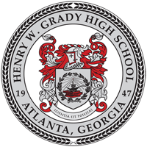 HENRY W. GRADY HIGH SCHOOL
19 47
ATLANTA, GEORGIA